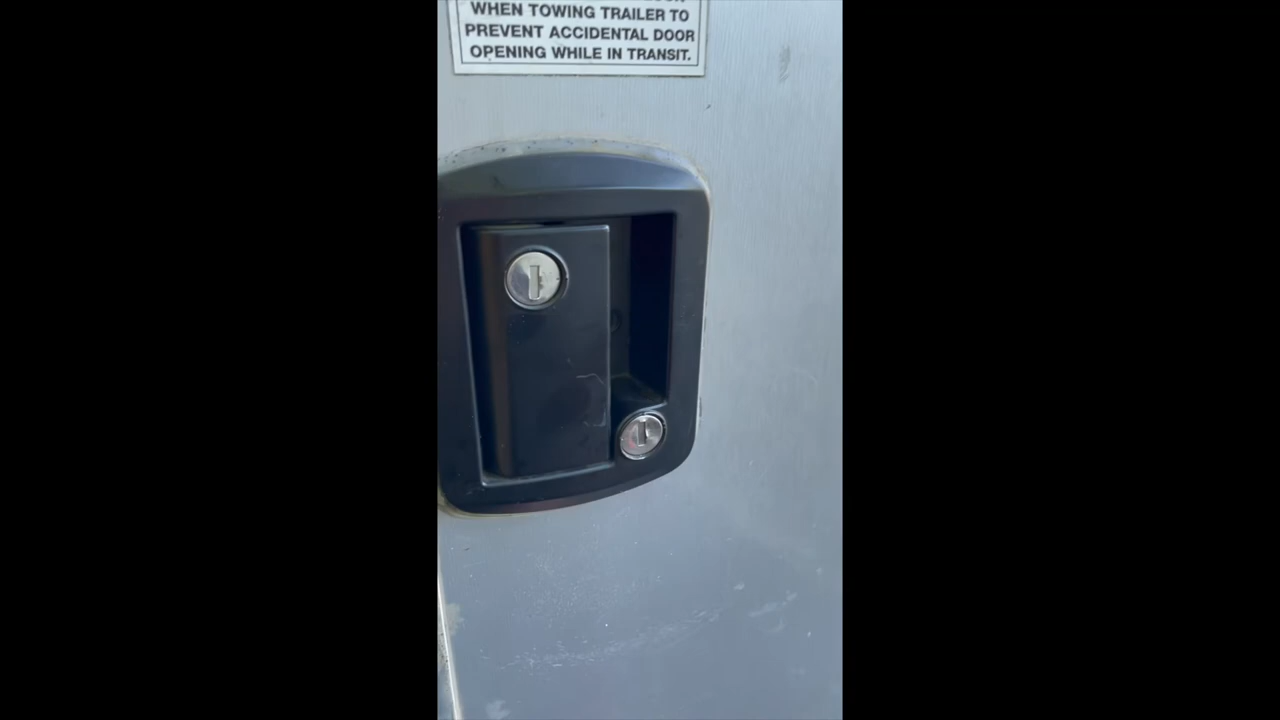 WHEN TOWING TRAILER TO
PREVENT ACCIDENTAL DOOR
OPENING WHILE IN TRANSIT.